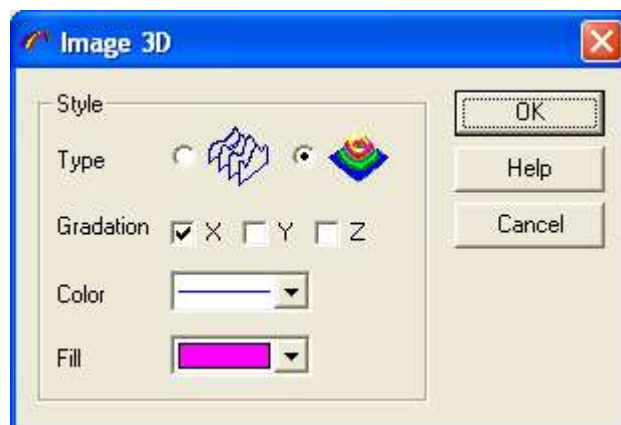 Image 3D
Style
OK
Type
Help
Gradation X Y Z
Cancel
Color
Fill